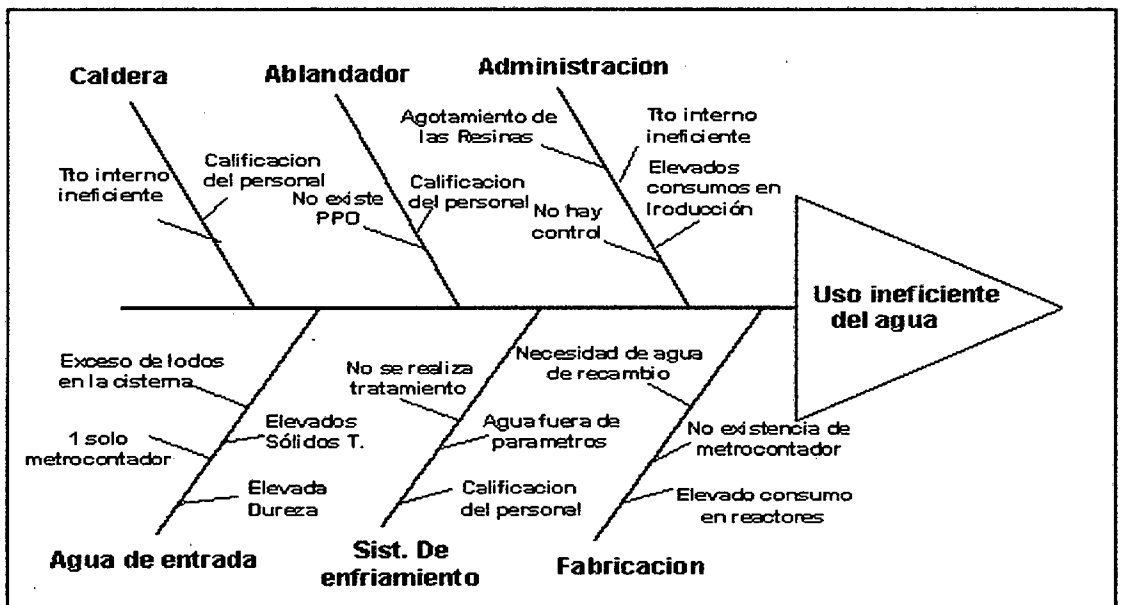 Caldera
Ablandador
Administracion
Tto interno
ineficiente
Calificacion
del personal
No existe
PPO
Calificacion
del personal
Agotamiento de
las Resinas
No hay
control
Tto interno
ineficiente
Elevados
consumos en
Iroducción
Uso ineficiente
del agua
Exceso de lodos
en la cisterna
1 solo
metrocontador
Elevados
Sólidos T.
Elevada
Dureza
No se realiza
tratamiento
Agua fuera de
parametros
Calificacion
del personal
Necesidad de agua
de recambio
No existencia de
metrocontador
Elevado consumo
en reactores
Agua de entrada
Sist. De
enfriamiento
Fabricacion